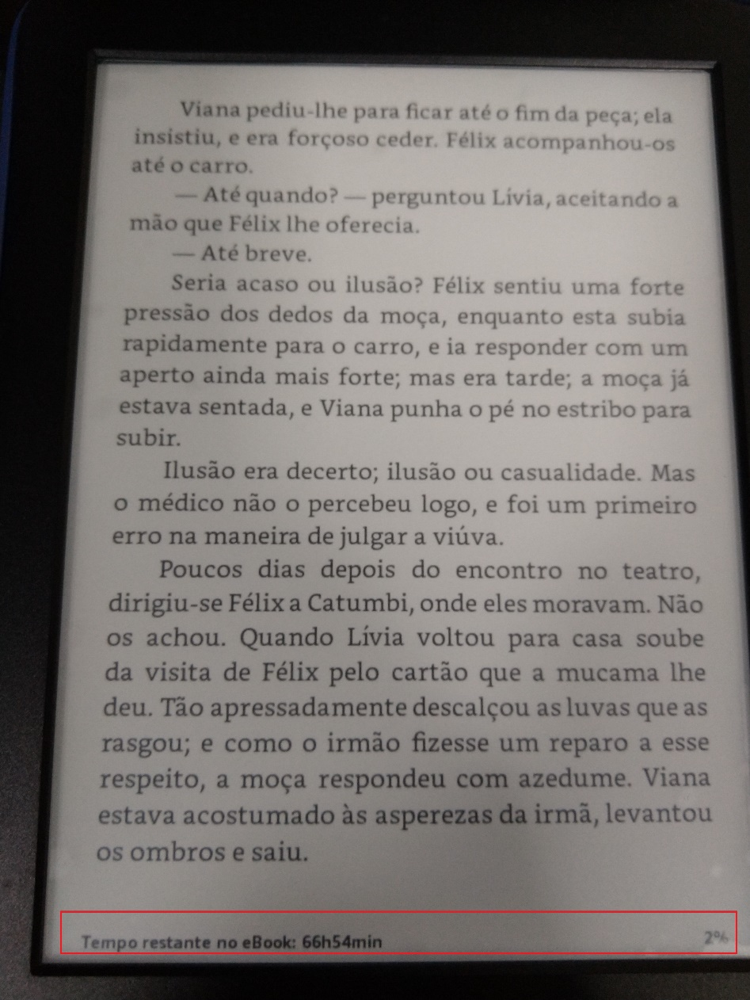 Viana pediu-lhe para ficar até o fim da peça; ela
insistiu, e era forçoso ceder. Félix acompanhou-os
até o carro.
— Até quando? — perguntou Lívia, aceitando a
mão que Félix lhe oferecia.
— Até breve.
Seria acaso ou ilusão? Félix sentiu uma forte
pressão dos dedos da moça, enquanto esta subia
rapidamente para o carro, e ia responder com um
aperto ainda mais forte; mas era tarde; a moça já
estava sentada, e Viana punha o pé no estribo para
subir.
Ilusão era decerto; ilusão ou casualidade. Mas
o médico não o percebeu logo, e foi um primeiro
erro na maneira de julgar a viúva.
Poucos dias depois do encontro no teatro,
dirigiu-se Félix a Catumbi, onde eles moravam. Não
os achou. Quando Lívia voltou para casa soube
da visita de Félix pelo cartão que a mucama lhe
deu. Tão apressadamente descalçou as luvas que as
rasgou; e como o irmão fizesse um reparo a esse
respeito, a moça respondeu com azedume. Viana
estava acostumado às asperezas da irmã, levantou
os ombros e saiu.
Tempo restante no eBook: 66h54min 2%